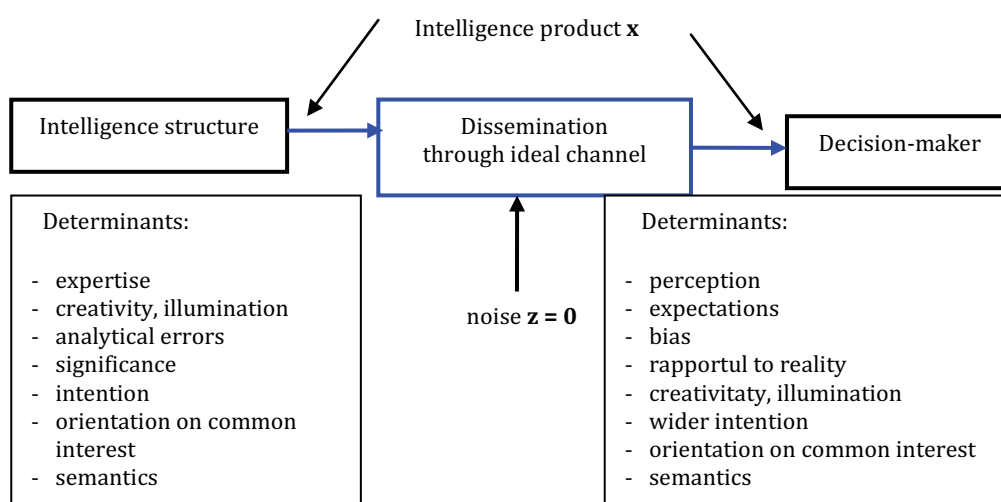 Intelligence product x
Intelligence structure
Dissemination
through ideal channel
Decision-maker
Determinants:
- expertise
- creativity, illumination
- analytical errors
- significance
- intention
- orientation on common
interest
- semantics
noise z = 0
Determinants:
- perception
- expectations
- bias
- rapportul to reality
- creativitaty, illumination
- wider intention
- orientation on common interest
- semantics